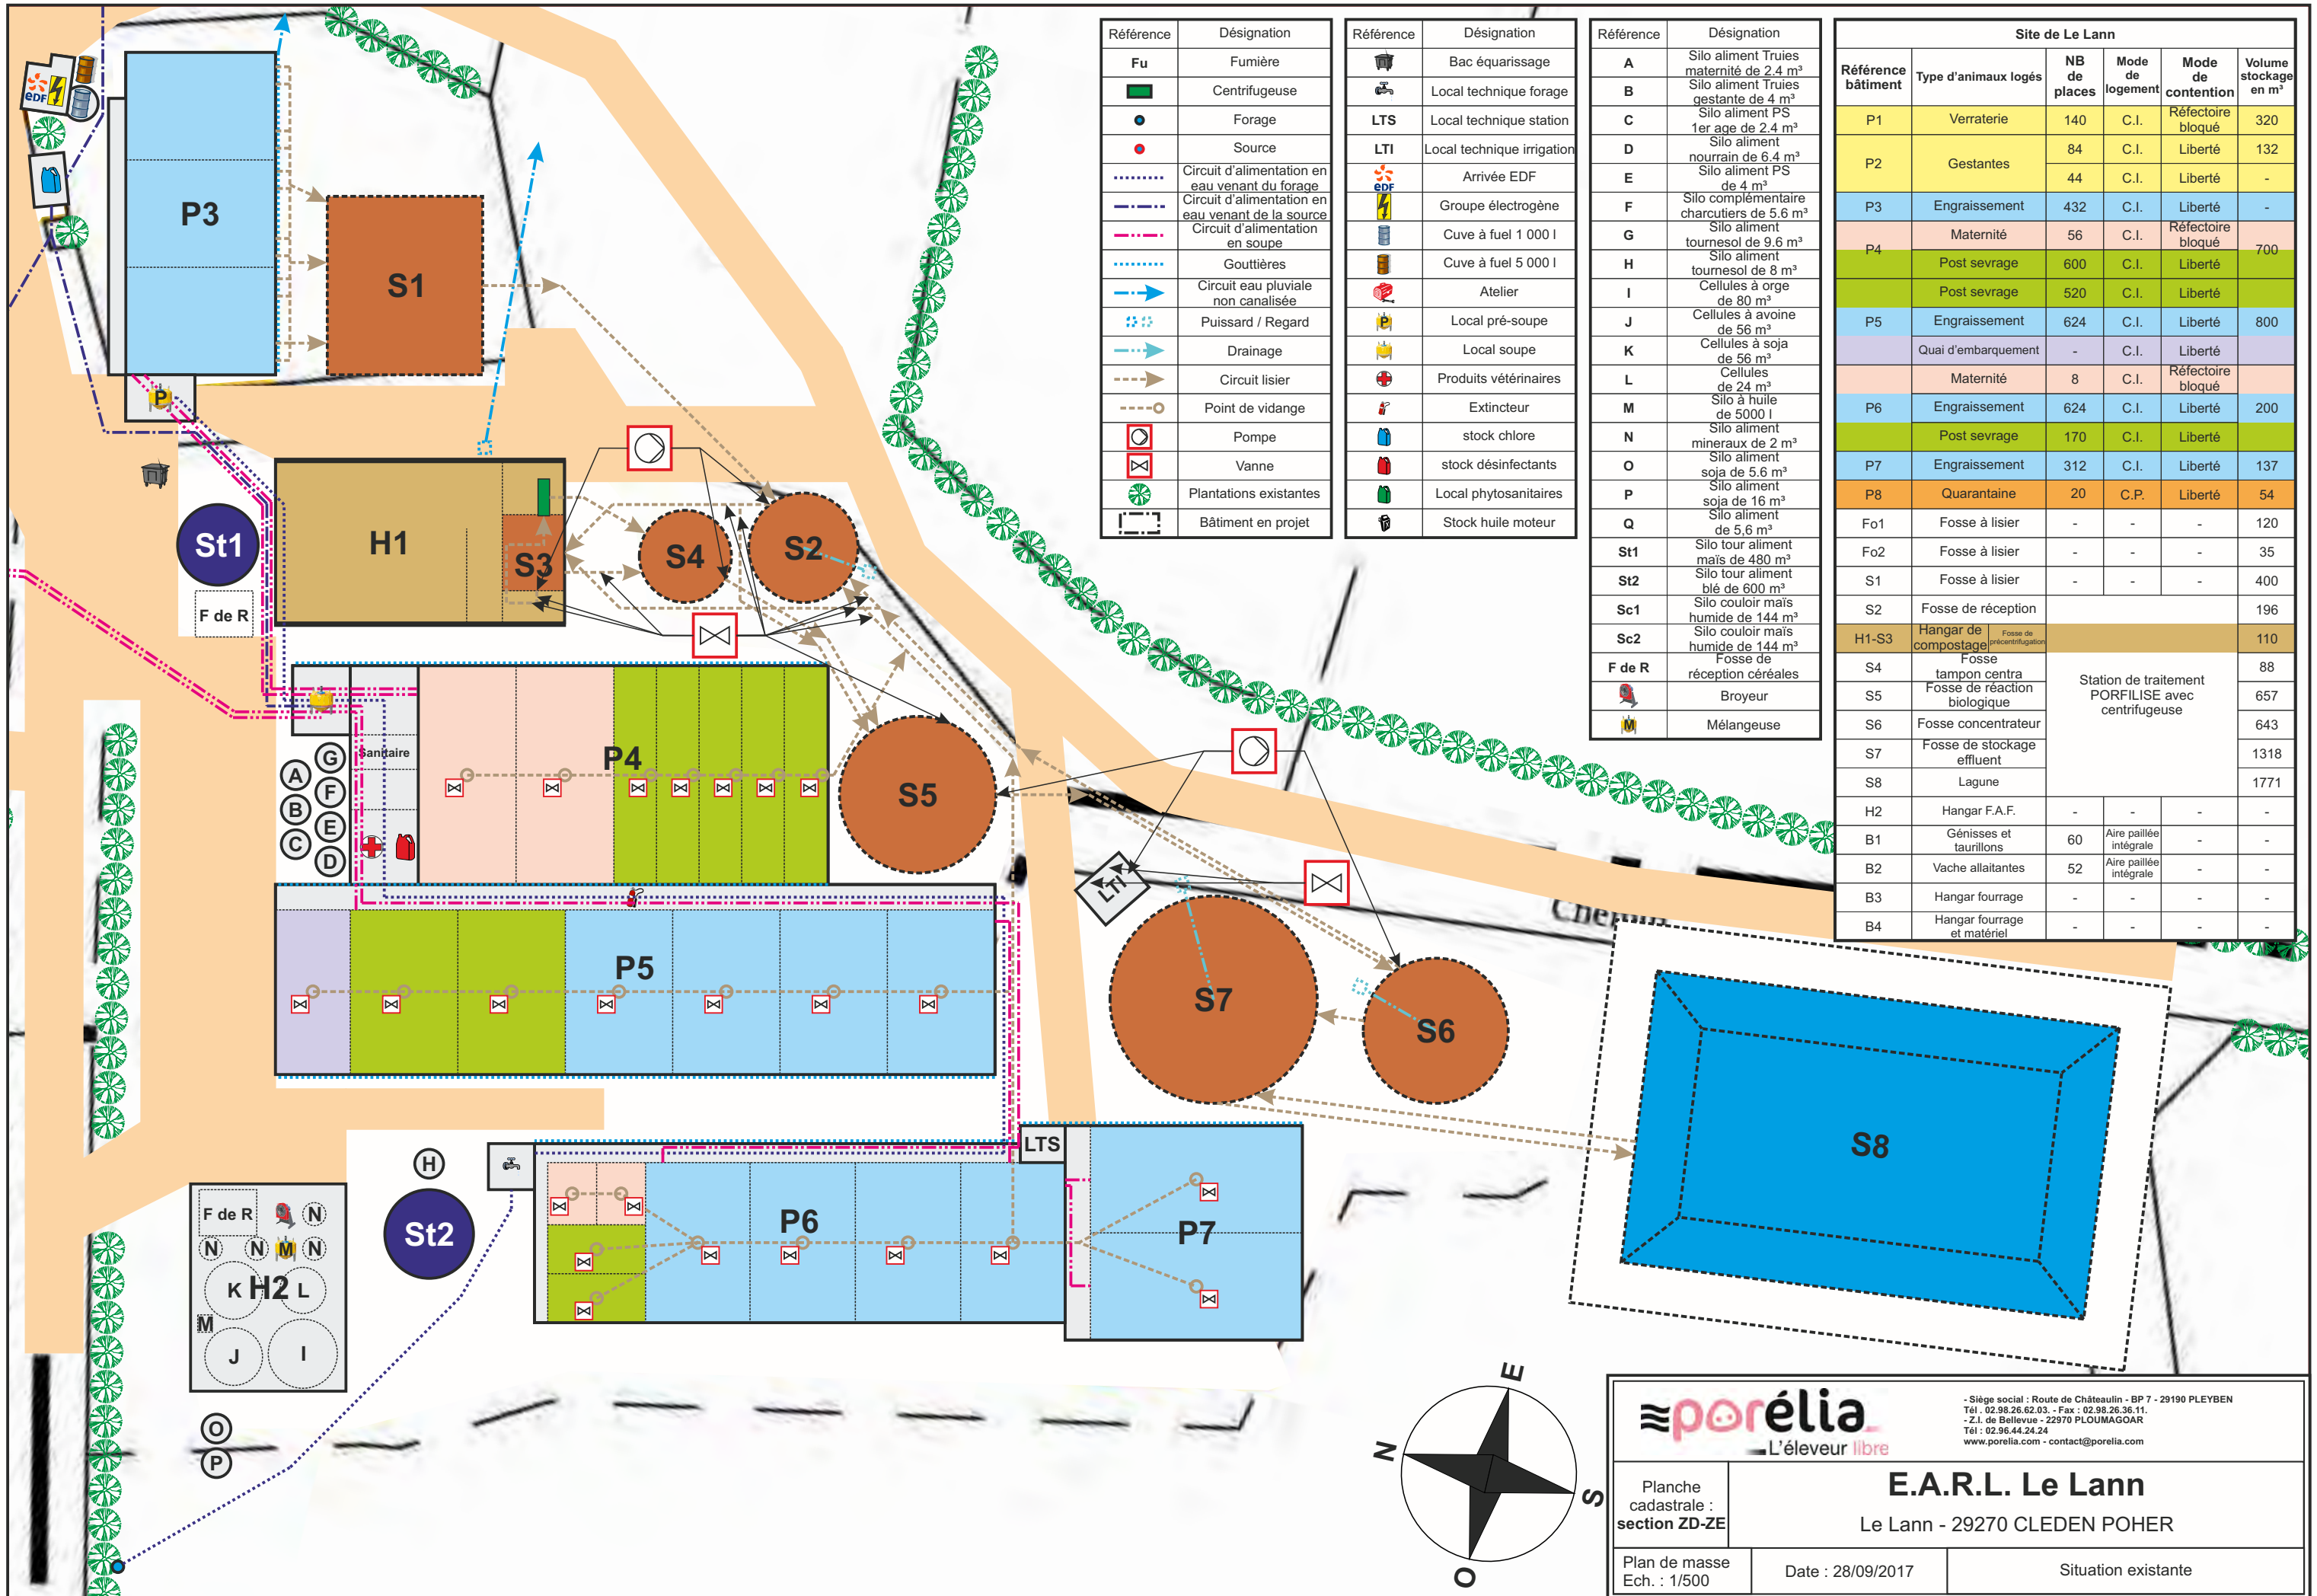 Référence Désignation
Fu Fumière
Centrifugeuse
Forage
Source
Circuit d'alimentation en
eau venant du forage
Circuit d'alimentation en
eau venant de la source
Circuit d'alimentation
en soupe
Gouttières
Circuit eau pluviale
non canalisée
Puissard / Regard
Drainage
Circuit lisier
Point de vidange
Pompe
Vanne
Plantations existantes
Bâtiment en projet
Référence Désignation
Bac équarissage
Local technique forage
LTS Local technique station
LTI Local technique irrigation
eDF Arrivée EDF
Groupe électrogène
Cuve à fuel 1 000 l
Cuve à fuel 5 000 l
Atelier
P Local pré-soupe
Local soupe
Produits vétérinaires
Extincteur
stock chlore
stock désinfectants
Local phytosanitaires
Stock huile moteur
Référence Désignation
A Silo aliment Truies
maternité de 2.4 m³
B Silo aliment Truies
gestante de 4 m³
C Silo aliment PS
1er age de 2.4 m³
D Silo aliment
nourrain de 6.4 m³
E Silo aliment PS
de 4 m³
F Silo complémentaire
charcutiers de 5.6 m³
G Silo aliment
tournesol de 9.6 m³
H Silo aliment
tournesol de 8 m³
I Cellules à orge
de 80 m³
J Cellules à avoine
de 56 m³
K Cellules à soja
de 56 m³
L Cellules
de 24 m³
M Silo à huile
de 5000 l
N Silo aliment
mineraux de 2 m³
O Silo aliment
soja de 5.6 m³
P Silo aliment
soja de 16 m³
Q Silo aliment
de 5,6 m³
St1 Silo tour aliment
maïs de 480 m³
St2 Silo tour aliment
blé de 600 m³
Sc1 Silo couloir maïs
humide de 144 m³
Sc2 Silo couloir maïs
humide de 144 m³
F de R Fosse de
réception céréales
Broyeur
M Mélangeuse
Site de Le Lann
Référence bâtiment Type d'animaux logés NB de places Mode de logement Mode de contention Volume stockage en m³
P1 Verraterie 140 C.I. Réfectoire bloqué 320
P2 Gestantes 84 C.I. Liberté 132
44 C.I. Liberté -
P3 Engraissement 432 C.I. Liberté -
P4 Maternité 56 C.I. Réfectoire bloqué 700
Post sevrage 600 C.I. Liberté
Post sevrage 520 C.I. Liberté
P5 Engraissement 624 C.I. Liberté 800
Quai d'embarquement - C.I. Liberté
Maternité 8 C.I. Réfectoire bloqué
P6 Engraissement 624 C.I. Liberté 200
Post sevrage 170 C.I. Liberté
P7 Engraissement 312 C.I. Liberté 137
P8 Quarantaine 20 C.P. Liberté 54
Fo1 Fosse à lisier - - - 120
Fo2 Fosse à lisier - - - 35
S1 Fosse à lisier - - - 400
S2 Fosse de réception 196
H1-S3 Hangar de compostage Fosse de précentrifugation 110
S4 Fosse tampon centra 88
S5 Fosse de réaction biologique 657
Station de traitement
PORFILISE avec
centrifugeuse
S6 Fosse concentrateur 643
S7 Fosse de stockage effluent 1318
S8 Lagune 1771
H2 Hangar F.A.F. - - - -
B1 Génisses et taurillons 60 Aire paillée intégrale - -
B2 Vache allaitantes 52 Aire paillée intégrale - -
B3 Hangar fourrage - - - -
B4 Hangar fourrage et matériel - - - -
eDF
P3
S1
P
St1
H1
S3
S4
S2
F de R
Sanitaire
P4
S5
A
B
C
G
F
E
D
LTI
Chemin
P5
S7
S6
S8
H
St2
LTS
P6
P7
F de R
N
N
N
M
N
K
H2
L
M
J
I
O
P
E
N
S
O
porélia
L'éleveur libre
- Siège social : Route de Châteaulin - BP 7 - 29190 PLEYBEN
Tél . 02.98.26.62.03. - Fax : 02.98.26.36.11.
- Z.I. de Bellevue - 22970 PLOUMAGOAR
Tél : 02.96.44.24.24
www.porelia.com - contact@porelia.com
Planche
cadastrale :
section ZD-ZE
E.A.R.L. Le Lann
Le Lann - 29270 CLEDEN POHER
Plan de masse
Ech. : 1/500
Date : 28/09/2017
Situation existante